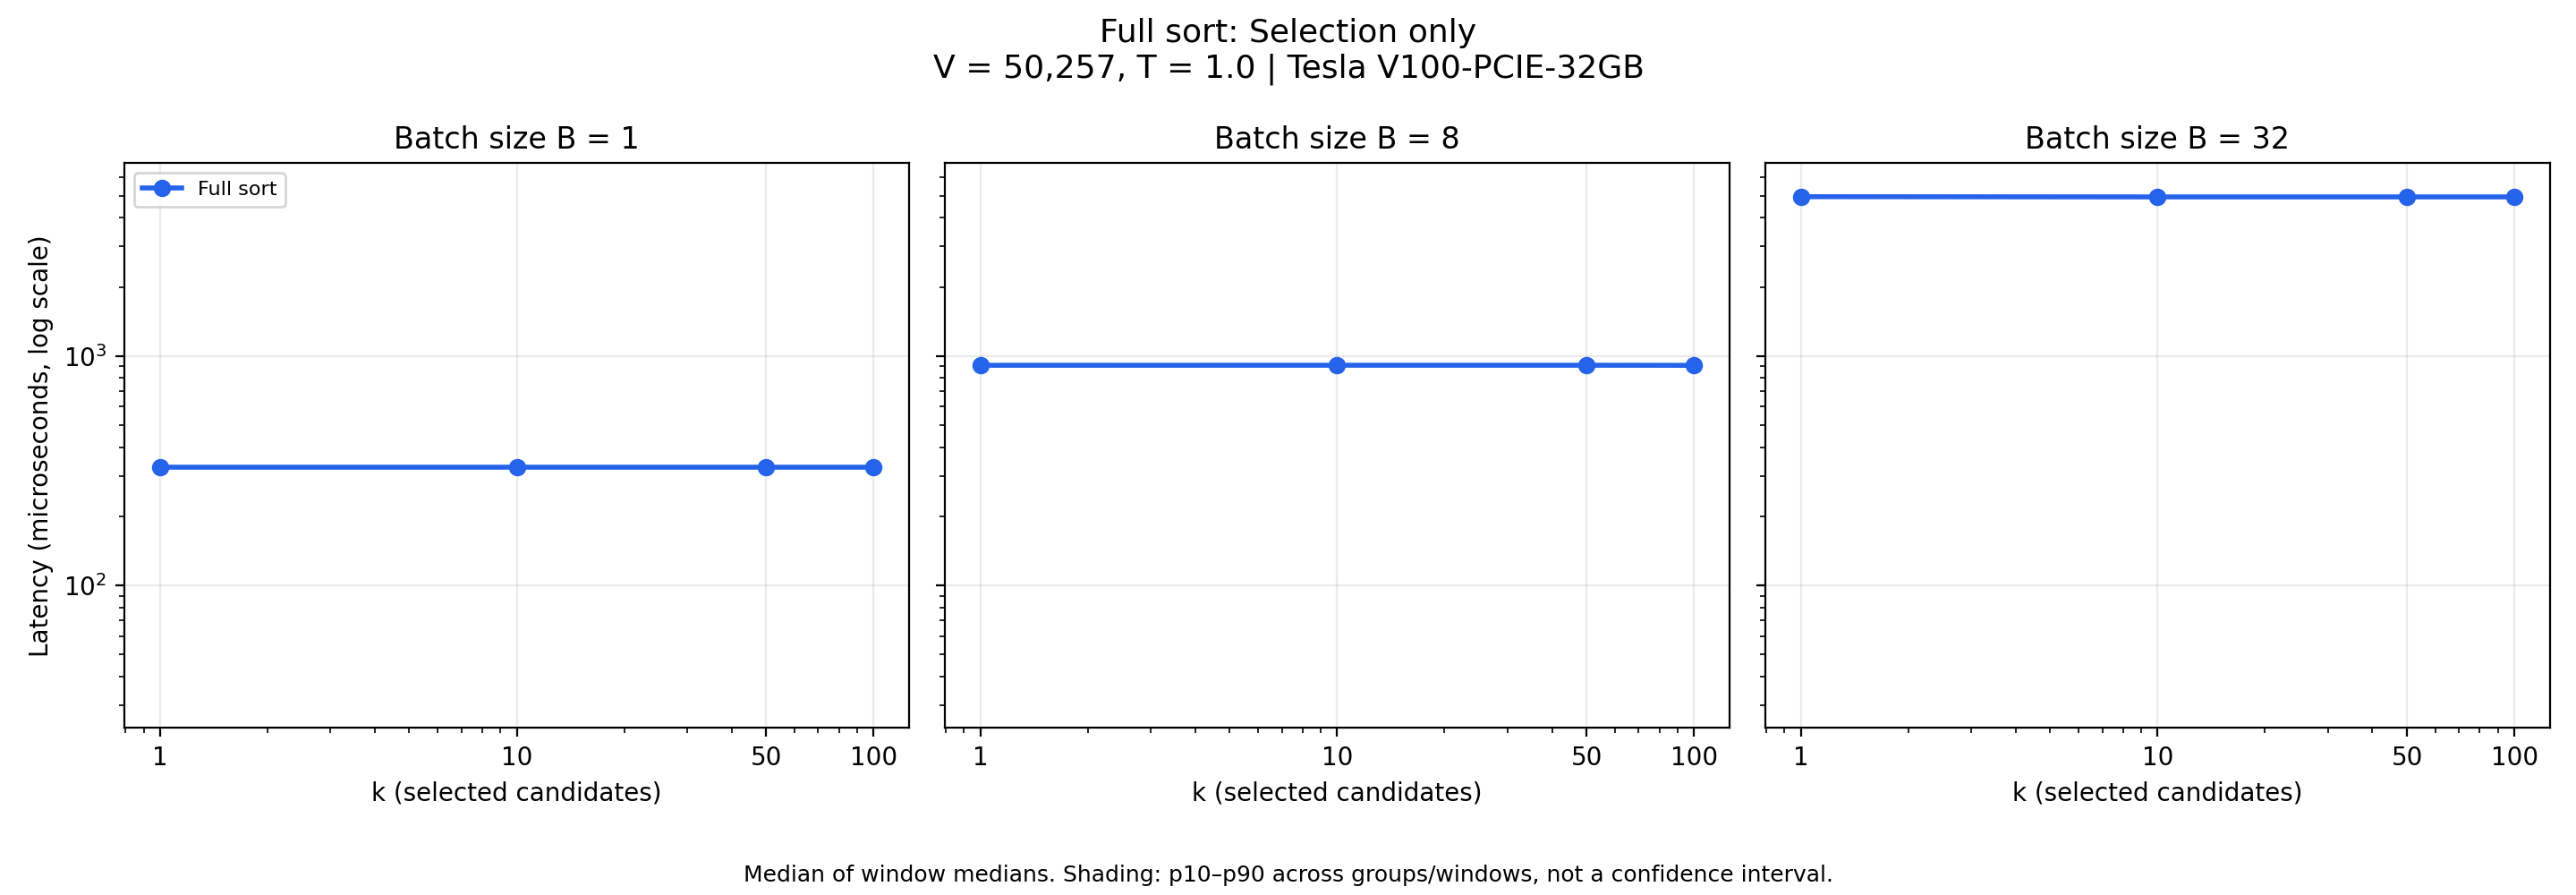 Full sort: Selection only
V = 50,257, T = 1.0 | Tesla V100-PCIE-32GB
Batch size B = 1
Batch size B = 8
Batch size B = 32
Full sort
Latency (microseconds, log scale)
10³
10²
1 10 50 100
k (selected candidates)
1 10 50 100
k (selected candidates)
1 10 50 100
k (selected candidates)
Median of window medians. Shading: p10–p90 across groups/windows, not a confidence interval.